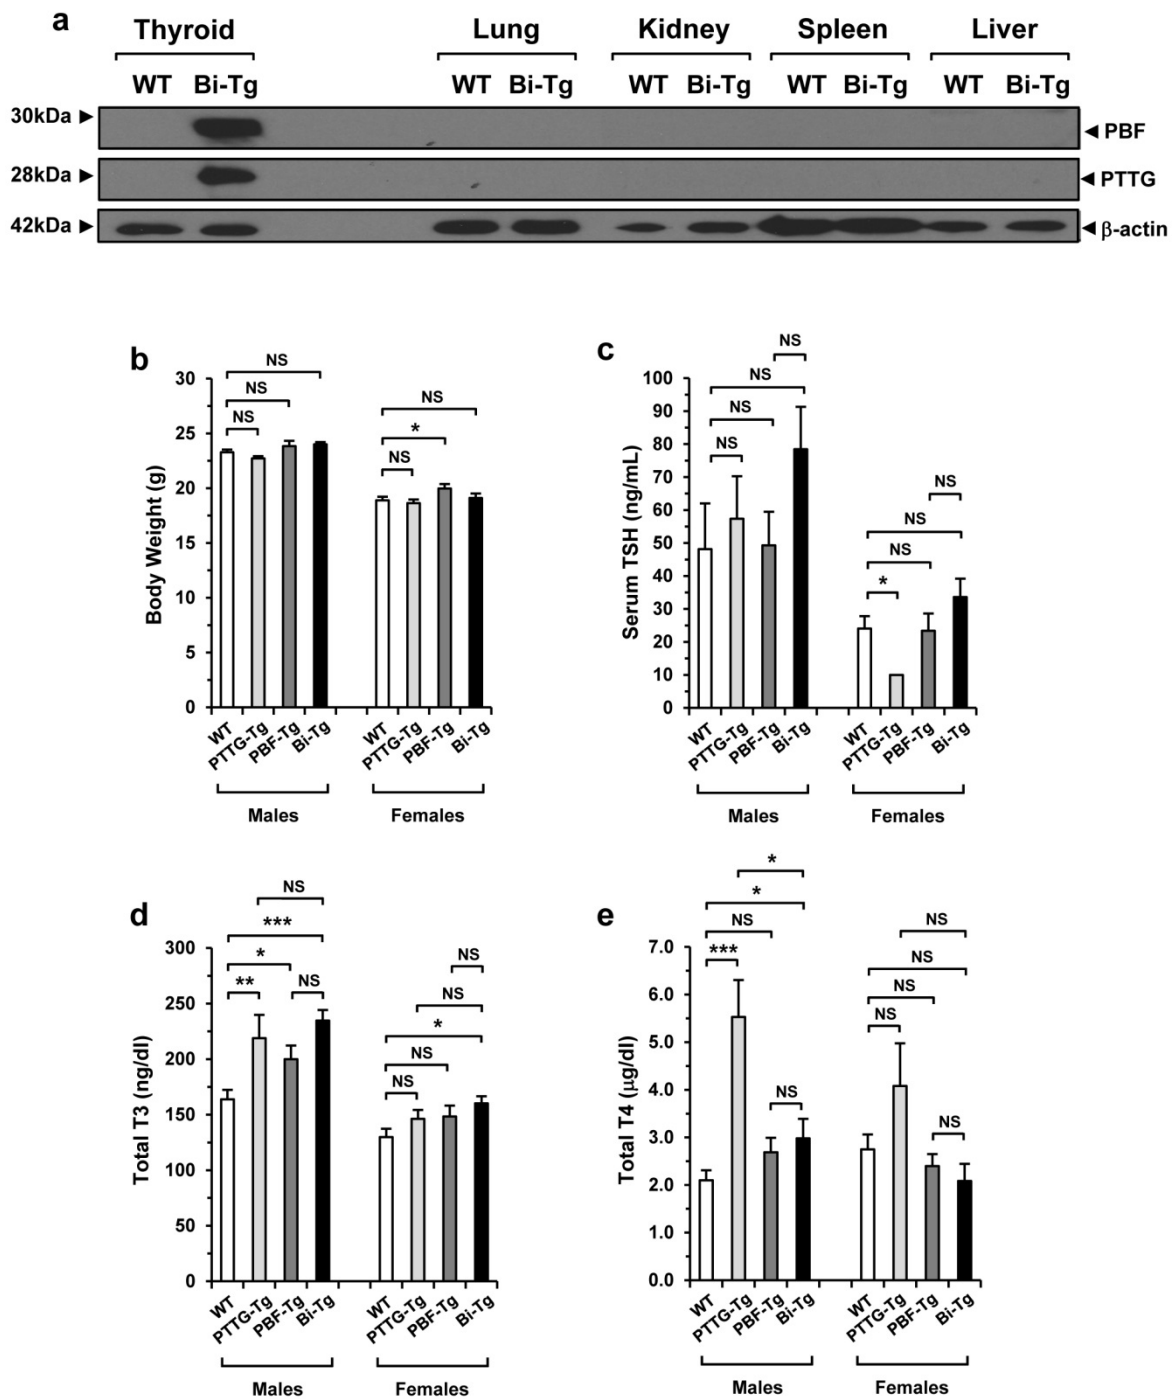 a
Thyroid Lung Kidney Spleen Liver
WT Bi-Tg WT Bi-Tg WT Bi-Tg WT Bi-Tg WT Bi-Tg
30kDa PBF
28kDa PTTG
42kDa β-actin
b
Body Weight (g)
30
25
20
15
10
5
0
NS
NS
NS
NS
*
NS
WT PTTG-Tg PBF-Tg Bi-Tg WT PTTG-Tg PBF-Tg Bi-Tg
Males Females
c
Serum TSH (ng/mL)
100
90
80
70
60
50
40
30
20
10
0
NS
NS
NS
NS
NS
NS
NS
*
WT PTTG-Tg PBF-Tg Bi-Tg WT PTTG-Tg PBF-Tg Bi-Tg
Males Females
d
Total T3 (ng/dl)
300
250
200
150
100
50
0
NS
***
*
**
NS
NS
NS
*
NS
NS
WT PTTG-Tg PBF-Tg Bi-Tg WT PTTG-Tg PBF-Tg Bi-Tg
Males Females
e
Total T4 (µg/dl)
7.0
6.0
5.0
4.0
3.0
2.0
1.0
0.0
*
*
NS
***
NS
NS
NS
NS
NS
NS
WT PTTG-Tg PBF-Tg Bi-Tg WT PTTG-Tg PBF-Tg Bi-Tg
Males Females